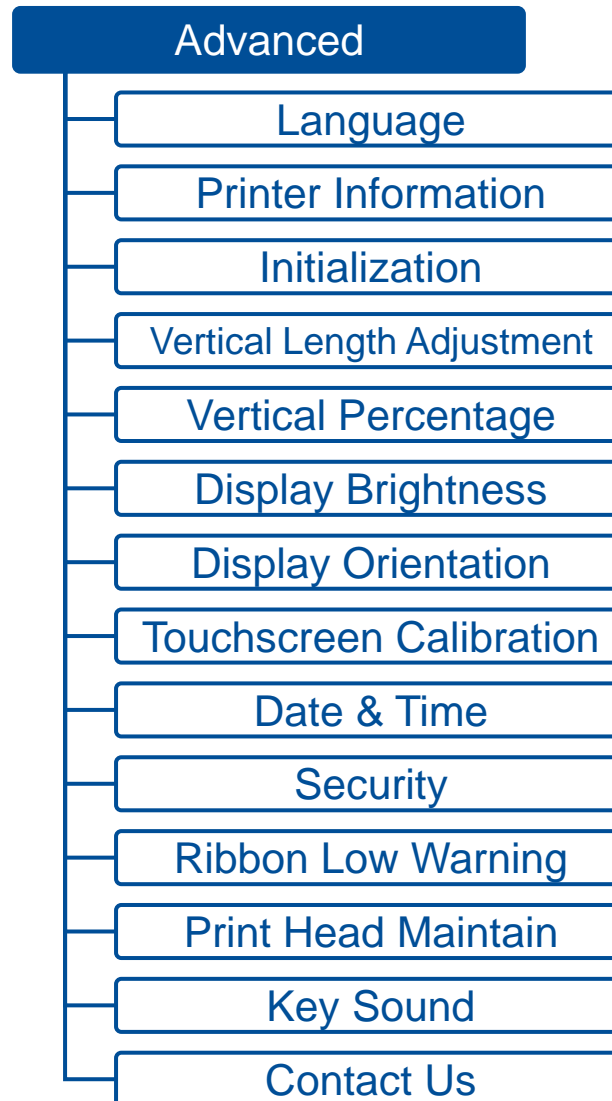 Advanced
Language
Printer Information
Initialization
Vertical Length Adjustment
Vertical Percentage
Display Brightness
Display Orientation
Touchscreen Calibration
Date & Time
Security
Ribbon Low Warning
Print Head Maintain
Key Sound
Contact Us